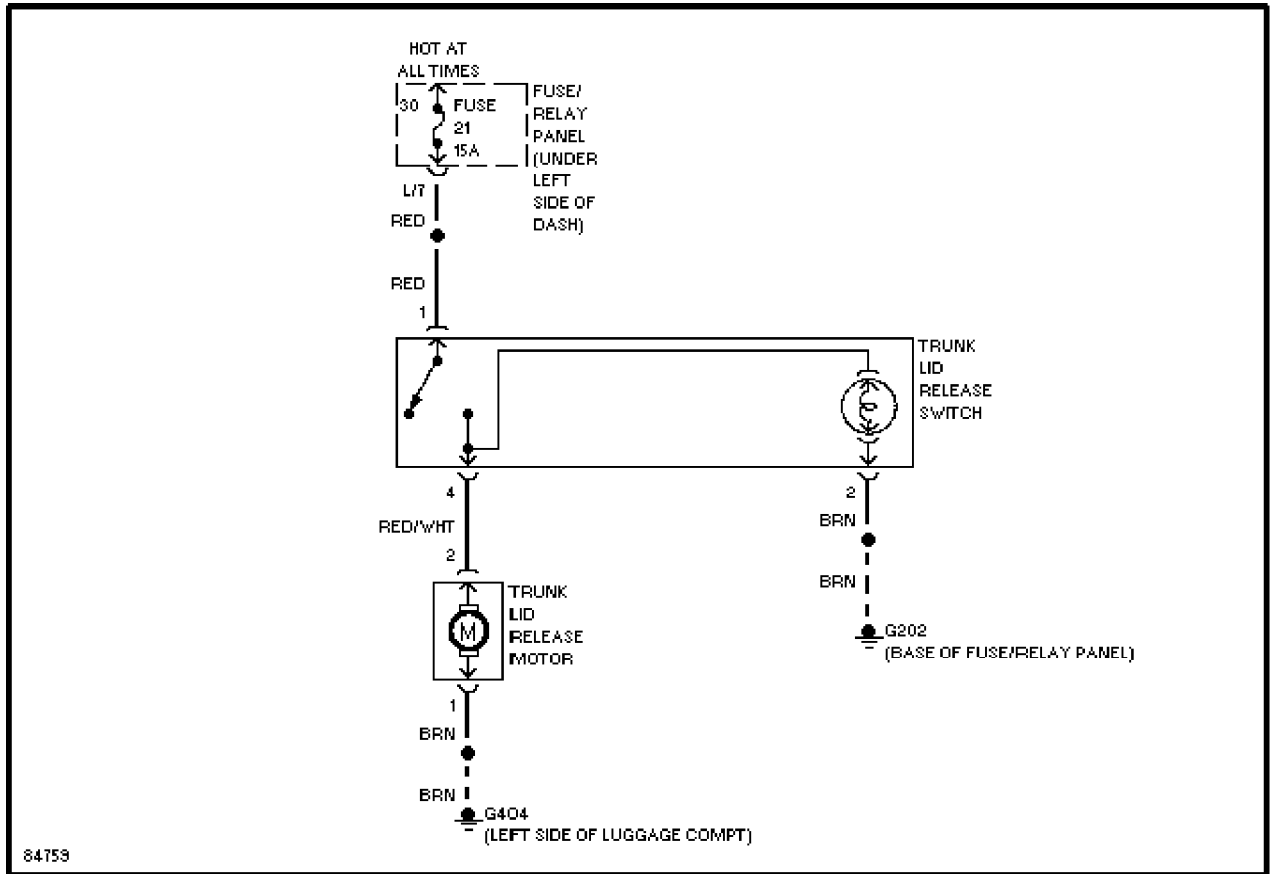 HOT AT
ALL TIMES
30
FUSE
21
15A
FUSE/
RELAY
PANEL
(UNDER
LEFT
SIDE OF
DASH)
L/7
RED
RED
1
TRUNK
LID
RELEASE
SWITCH
4
RED/WHT
2
2
BRN
BRN
G202
(BASE OF FUSE/RELAY PANEL)
TRUNK
LID
RELEASE
MOTOR
M
1
BRN
BRN
G404
(LEFT SIDE OF LUGGAGE COMPT)
84759